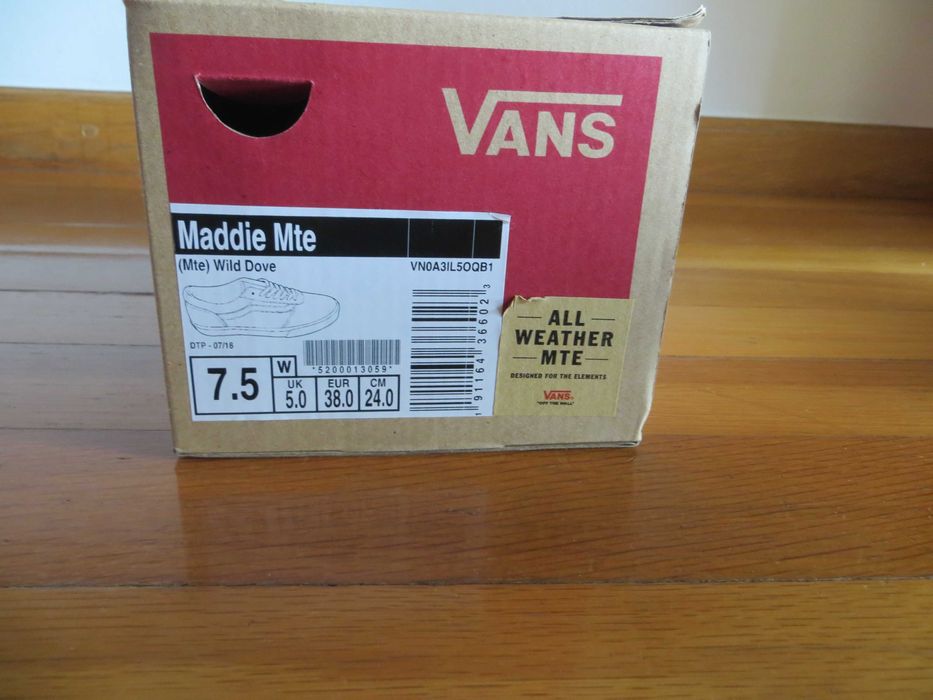 VANS
Maddie Mte
(Mte) Wild Dove
VN0A3IL5OQB1
DTP - 07/18
*5200013059*
7.5
W
UK
5.0
EUR
38.0
CM
24.0
1 91164 36602 3
ALL
WEATHER
MTE
DESIGNED FOR THE ELEMENTS
VANS
"OFF THE WALL"